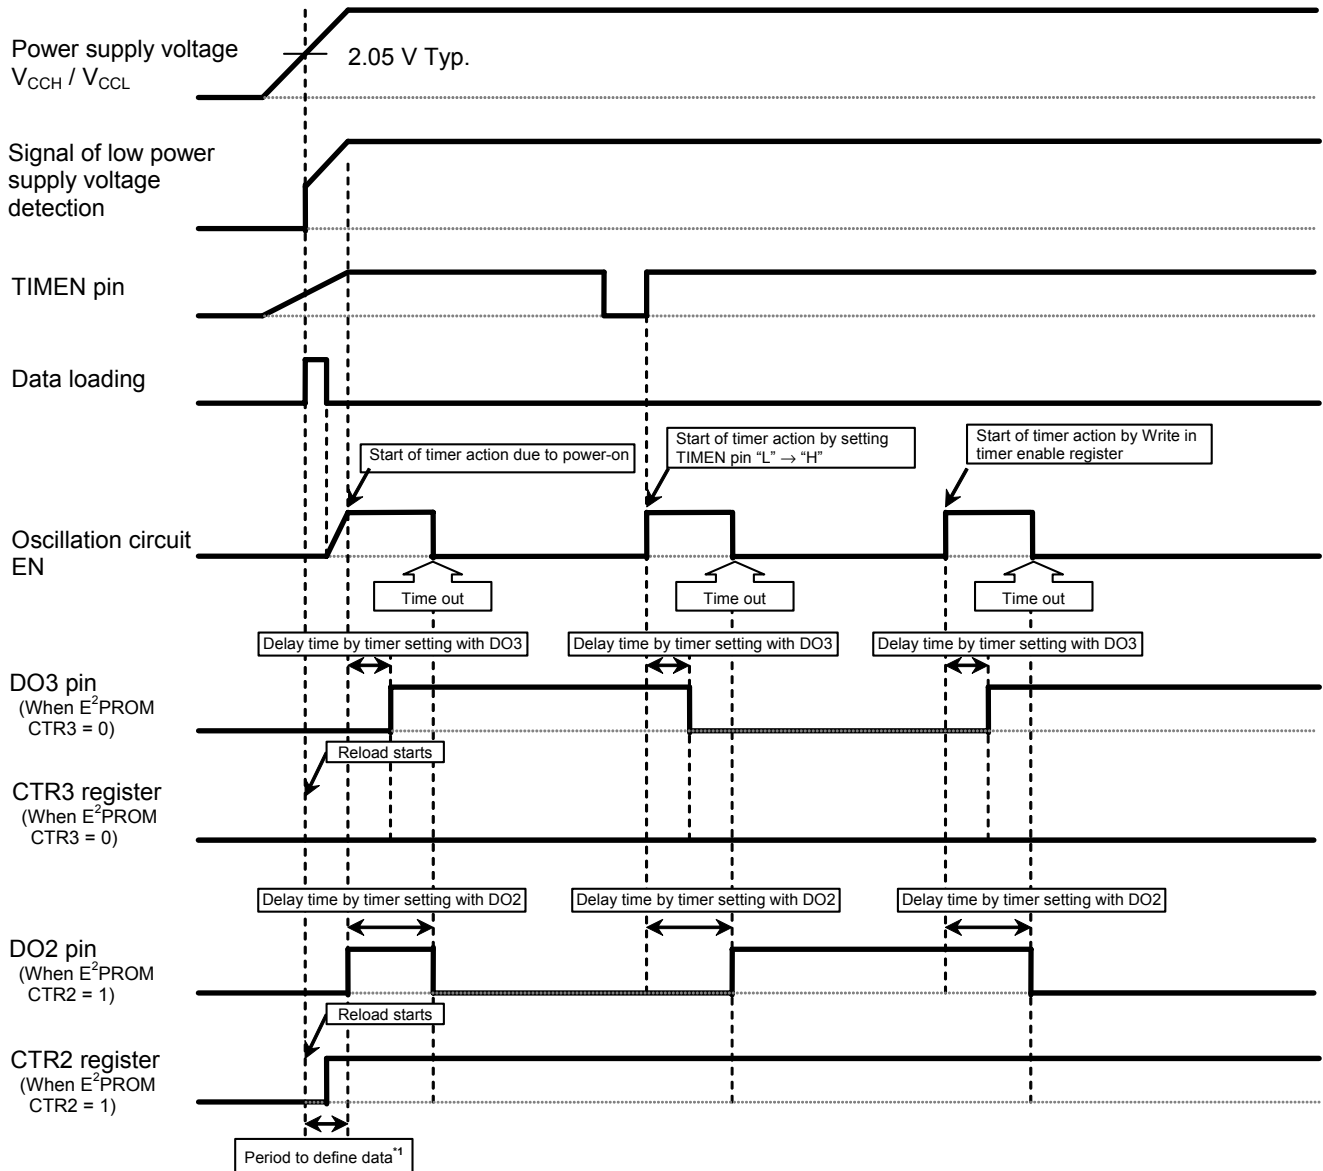 Power supply voltage
VCCH / VCCL
2.05 V Typ.
Signal of low power
supply voltage
detection
TIMEN pin
Data loading
Start of timer action due to power-on
Start of timer action by setting
TIMEN pin “L” → “H”
Start of timer action by Write in
timer enable register
Oscillation circuit
EN
Time out
Time out
Time out
Delay time by timer setting with DO3
Delay time by timer setting with DO3
Delay time by timer setting with DO3
DO3 pin
(When E²PROM
CTR3 = 0)
Reload starts
CTR3 register
(When E²PROM
CTR3 = 0)
Delay time by timer setting with DO2
Delay time by timer setting with DO2
Delay time by timer setting with DO2
DO2 pin
(When E²PROM
CTR2 = 1)
Reload starts
CTR2 register
(When E²PROM
CTR2 = 1)
Period to define data*1